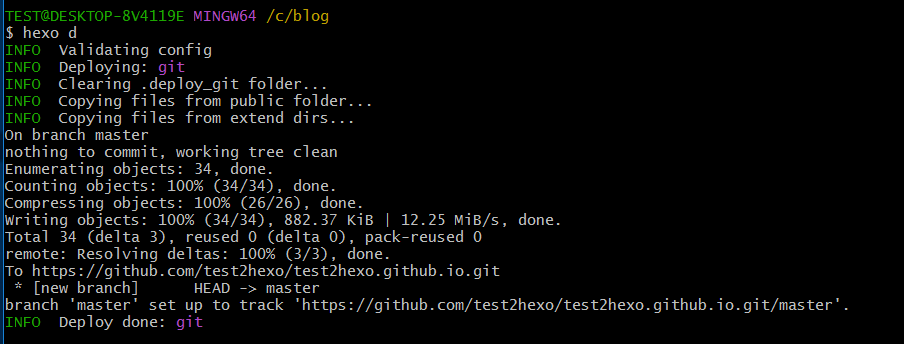 TEST@DESKTOP-8V4119E MINGW64 /c/blog
$ hexo d
INFO  Validating config
INFO  Deploying: git
INFO  Clearing .deploy_git folder...
INFO  Copying files from public folder...
INFO  Copying files from extend dirs...
On branch master
nothing to commit, working tree clean
Enumerating objects: 34, done.
Counting objects: 100% (34/34), done.
Compressing objects: 100% (26/26), done.
Writing objects: 100% (34/34), 882.37 KiB | 12.25 MiB/s, done.
Total 34 (delta 3), reused 0 (delta 0), pack-reused 0
remote: Resolving deltas: 100% (3/3), done.
To https://github.com/test2hexo/test2hexo.github.io.git
 * [new branch]      HEAD -> master
branch 'master' set up to track 'https://github.com/test2hexo/test2hexo.github.io.git/master'.
INFO  Deploy done: git